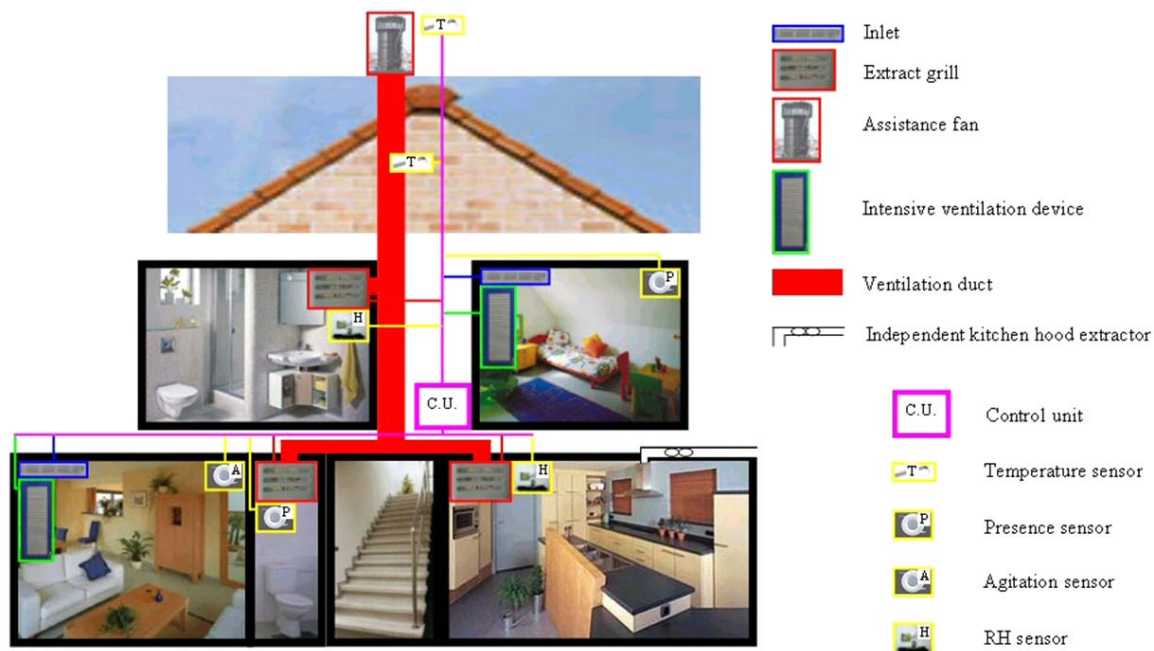 T
Inlet
Extract grill
Assistance fan
T
Intensive ventilation device
P
H
Ventilation duct
Independent kitchen hood extractor
C.U.
C.U.
Control unit
A
H
T
Temperature sensor
P
P
Presence sensor
A
Agitation sensor
H
RH sensor